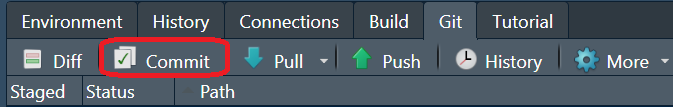 Environment History Connections Build Git Tutorial
Diff Commit Pull Push History More
Staged Status Path